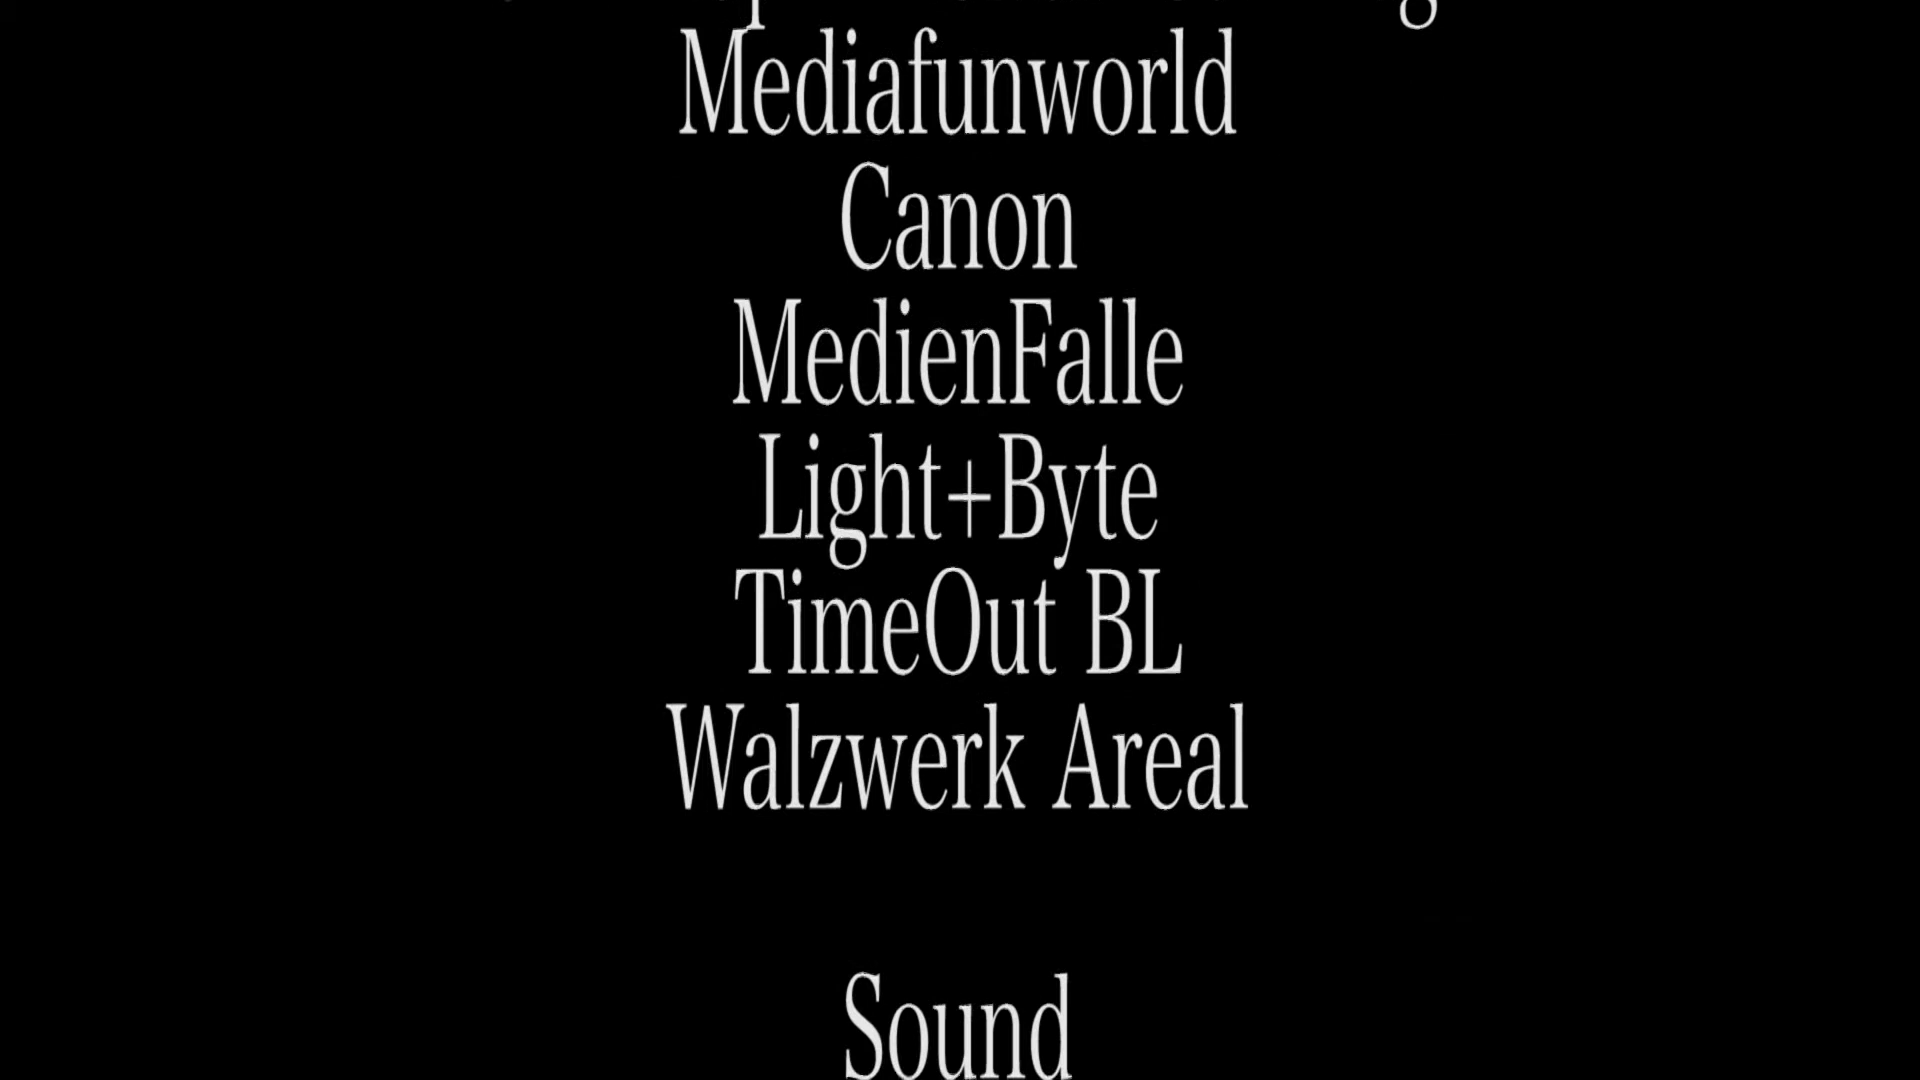 Mediafunworld
Canon
MedienFalle
Light+Byte
TimeOut BL
Walzwerk Areal
Sound